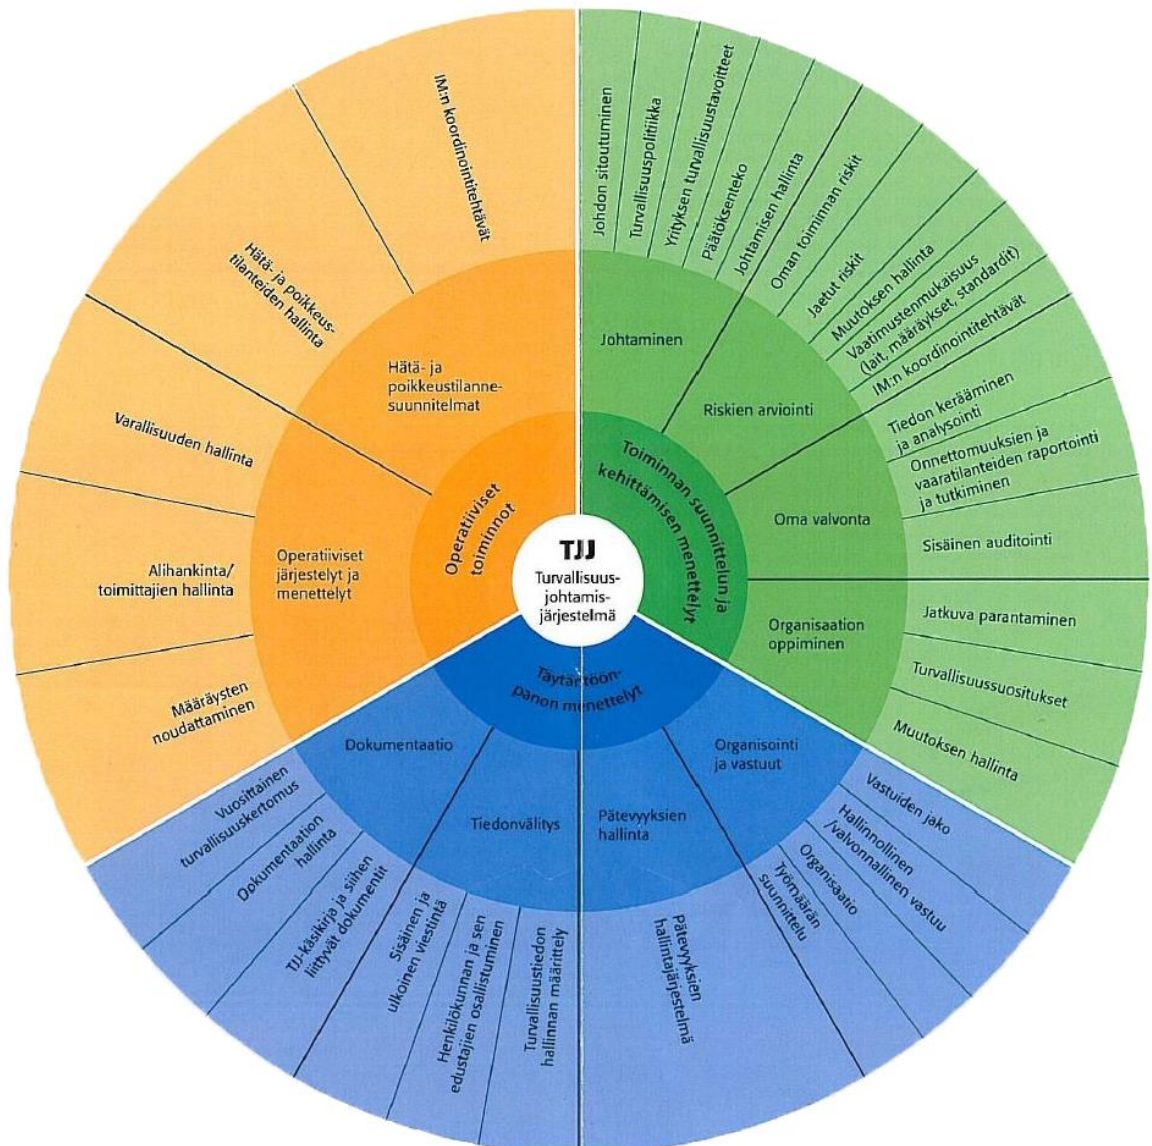 TJJ
Turvallisuus-
johtamis-
järjestelmä
Toiminnan suunnittelun ja
kehittämisen menettelyt
Johtaminen
Johdon sitoutuminen
Turvallisuuspolitiikka
Yrityksen turvallisuustavoitteet
Päätöksenteko
Johtamisen hallinta
Riskien arviointi
Oman toiminnan riskit
Jaetut riskit
Muutoksen hallinta
Vaatimustenmukaisuus
(lait, määräykset, standardit)
IM:n koordinointitehtävät
Oma valvonta
Tiedon kerääminen
ja analysointi
Onnettomuuksien ja
vaaratilanteiden raportointi
ja tutkiminen
Sisäinen auditointi
Organisaation
oppiminen
Jatkuva parantaminen
Turvallisuussuositukset
Muutoksen hallinta
Täytäntöön-
panon menettelyt
Organisointi
ja vastuut
Vastuiden jako
Hallinnollinen
/valvonnallinen vastuu
Organisaatio
Työmäärän
suunnittelu
Pätevyyksien
hallinta
Pätevyyksien
hallintajärjestelmä
Tiedonvälitys
Turvallisuustiedon
hallinnan määrittely
Henkilökunnan ja sen
edustajien osallistuminen
Sisäinen ja
ulkoinen viestintä
Dokumentaatio
TJJ-käsikirja ja siihen
liittyvät dokumentit
Dokumentaation
hallinta
Vuosittainen
turvallisuuskertomus
Operatiiviset
toiminnot
Operatiiviset
järjestelyt ja
menettelyt
Määräysten
noudattaminen
Alihankinta/
toimittajien hallinta
Varallisuuden hallinta
Hätä- ja
poikkeustilanne-
suunnitelmat
Hätä- ja poikkeus-
tilanteiden hallinta
IM:n koordinointitehtävät